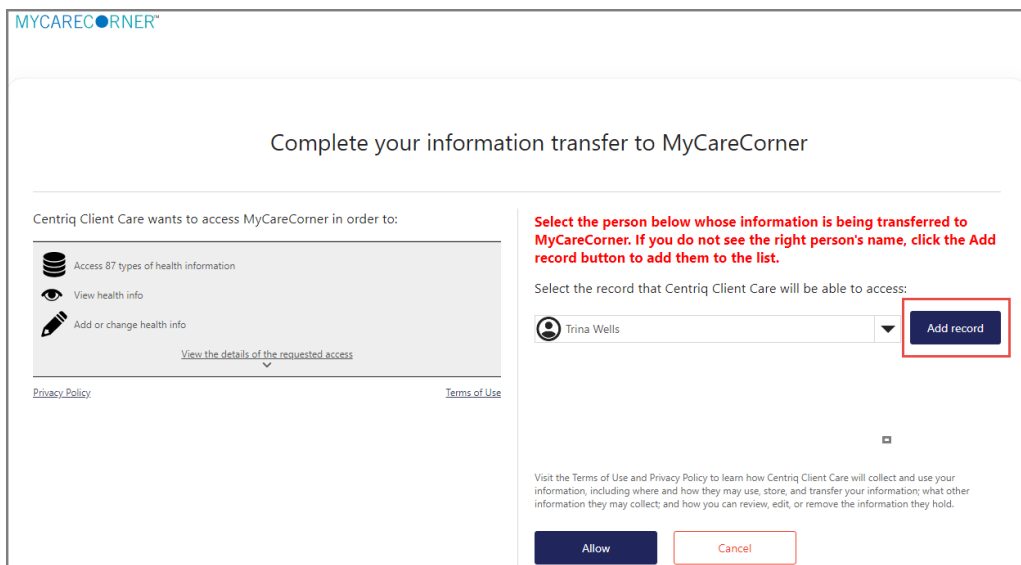 MYCARECORNER™
Complete your information transfer to MyCareCorner
Centriq Client Care wants to access MyCareCorner in order to:
Access 87 types of health information
View health info
Add or change health info
View the details of the requested access
Privacy Policy
Terms of Use
Select the person below whose information is being transferred to
MyCareCorner. If you do not see the right person's name, click the Add
record button to add them to the list.
Select the record that Centriq Client Care will be able to access:
Trina Wells
Add record
Visit the Terms of Use and Privacy Policy to learn how Centriq Client Care will collect and use your
information, including where and how they may use, store, and transfer your information; what other
information they may collect; and how you can review, edit, or remove the information they hold.
Allow
Cancel